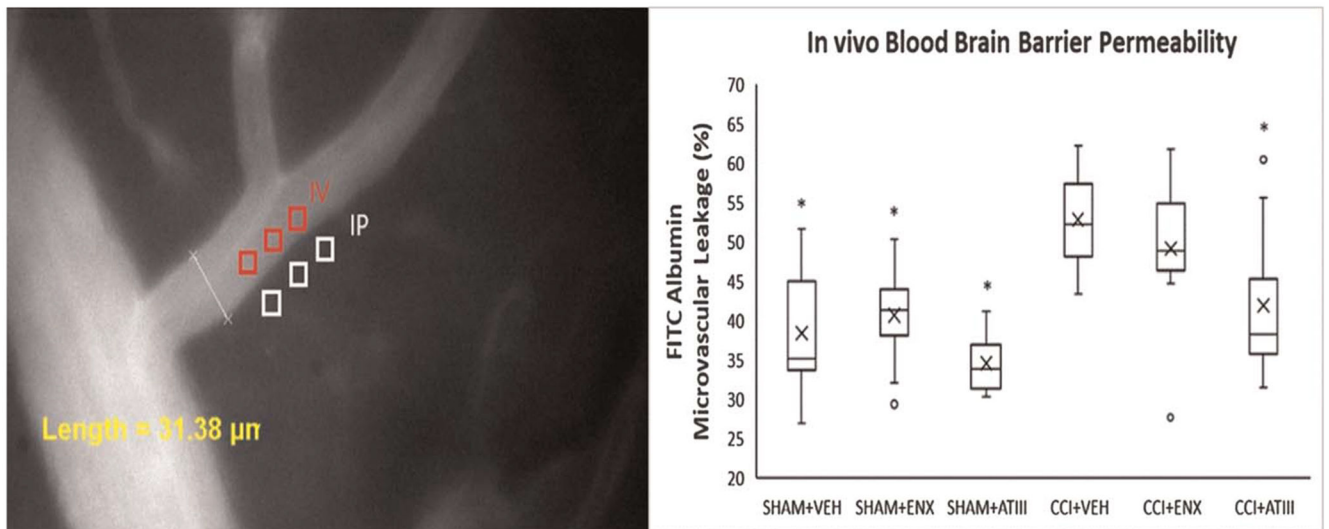 IV
IP
Length = 31.38 µm
In vivo Blood Brain Barrier Permeability
FITC Albumin
Microvascular Leakage (%)
70
65
60
55
50
45
40
35
30
25
20
SHAM+VEH SHAM+ENX SHAM+ATIII CCI+VEH CCI+ENX CCI+ATIII